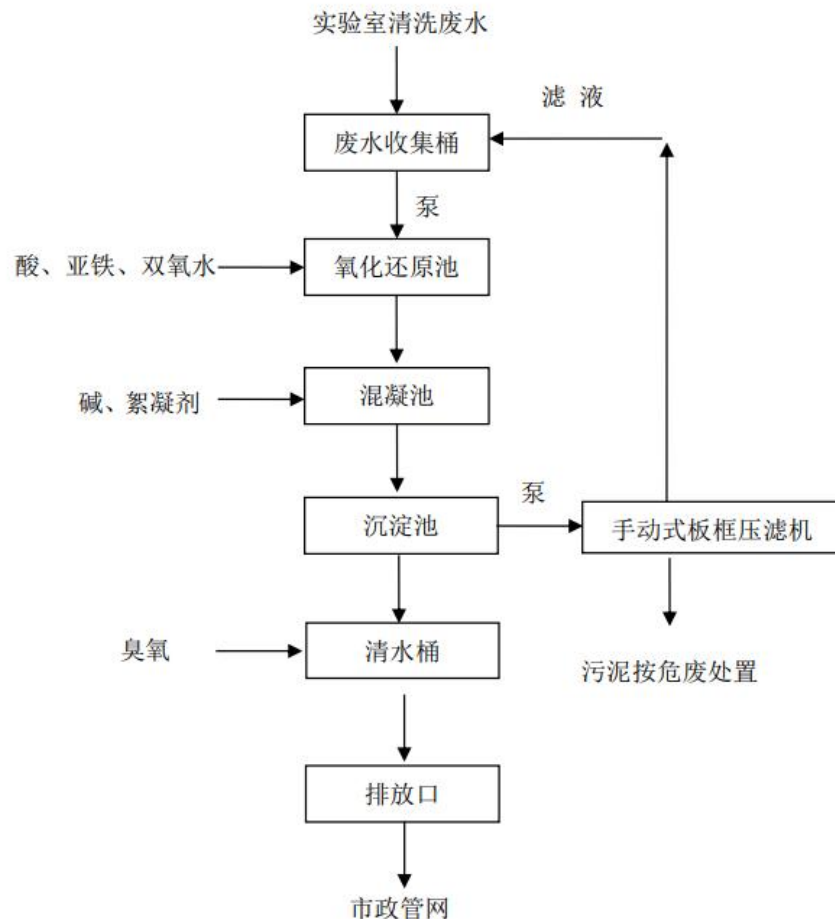 实验室清洗废水
滤 液
废水收集桶
泵
酸、亚铁、双氧水
氧化还原池
碱、絮凝剂
混凝池
泵
沉淀池
手动式板框压滤机
臭氧
清水桶
污泥按危废处置
排放口
市政管网